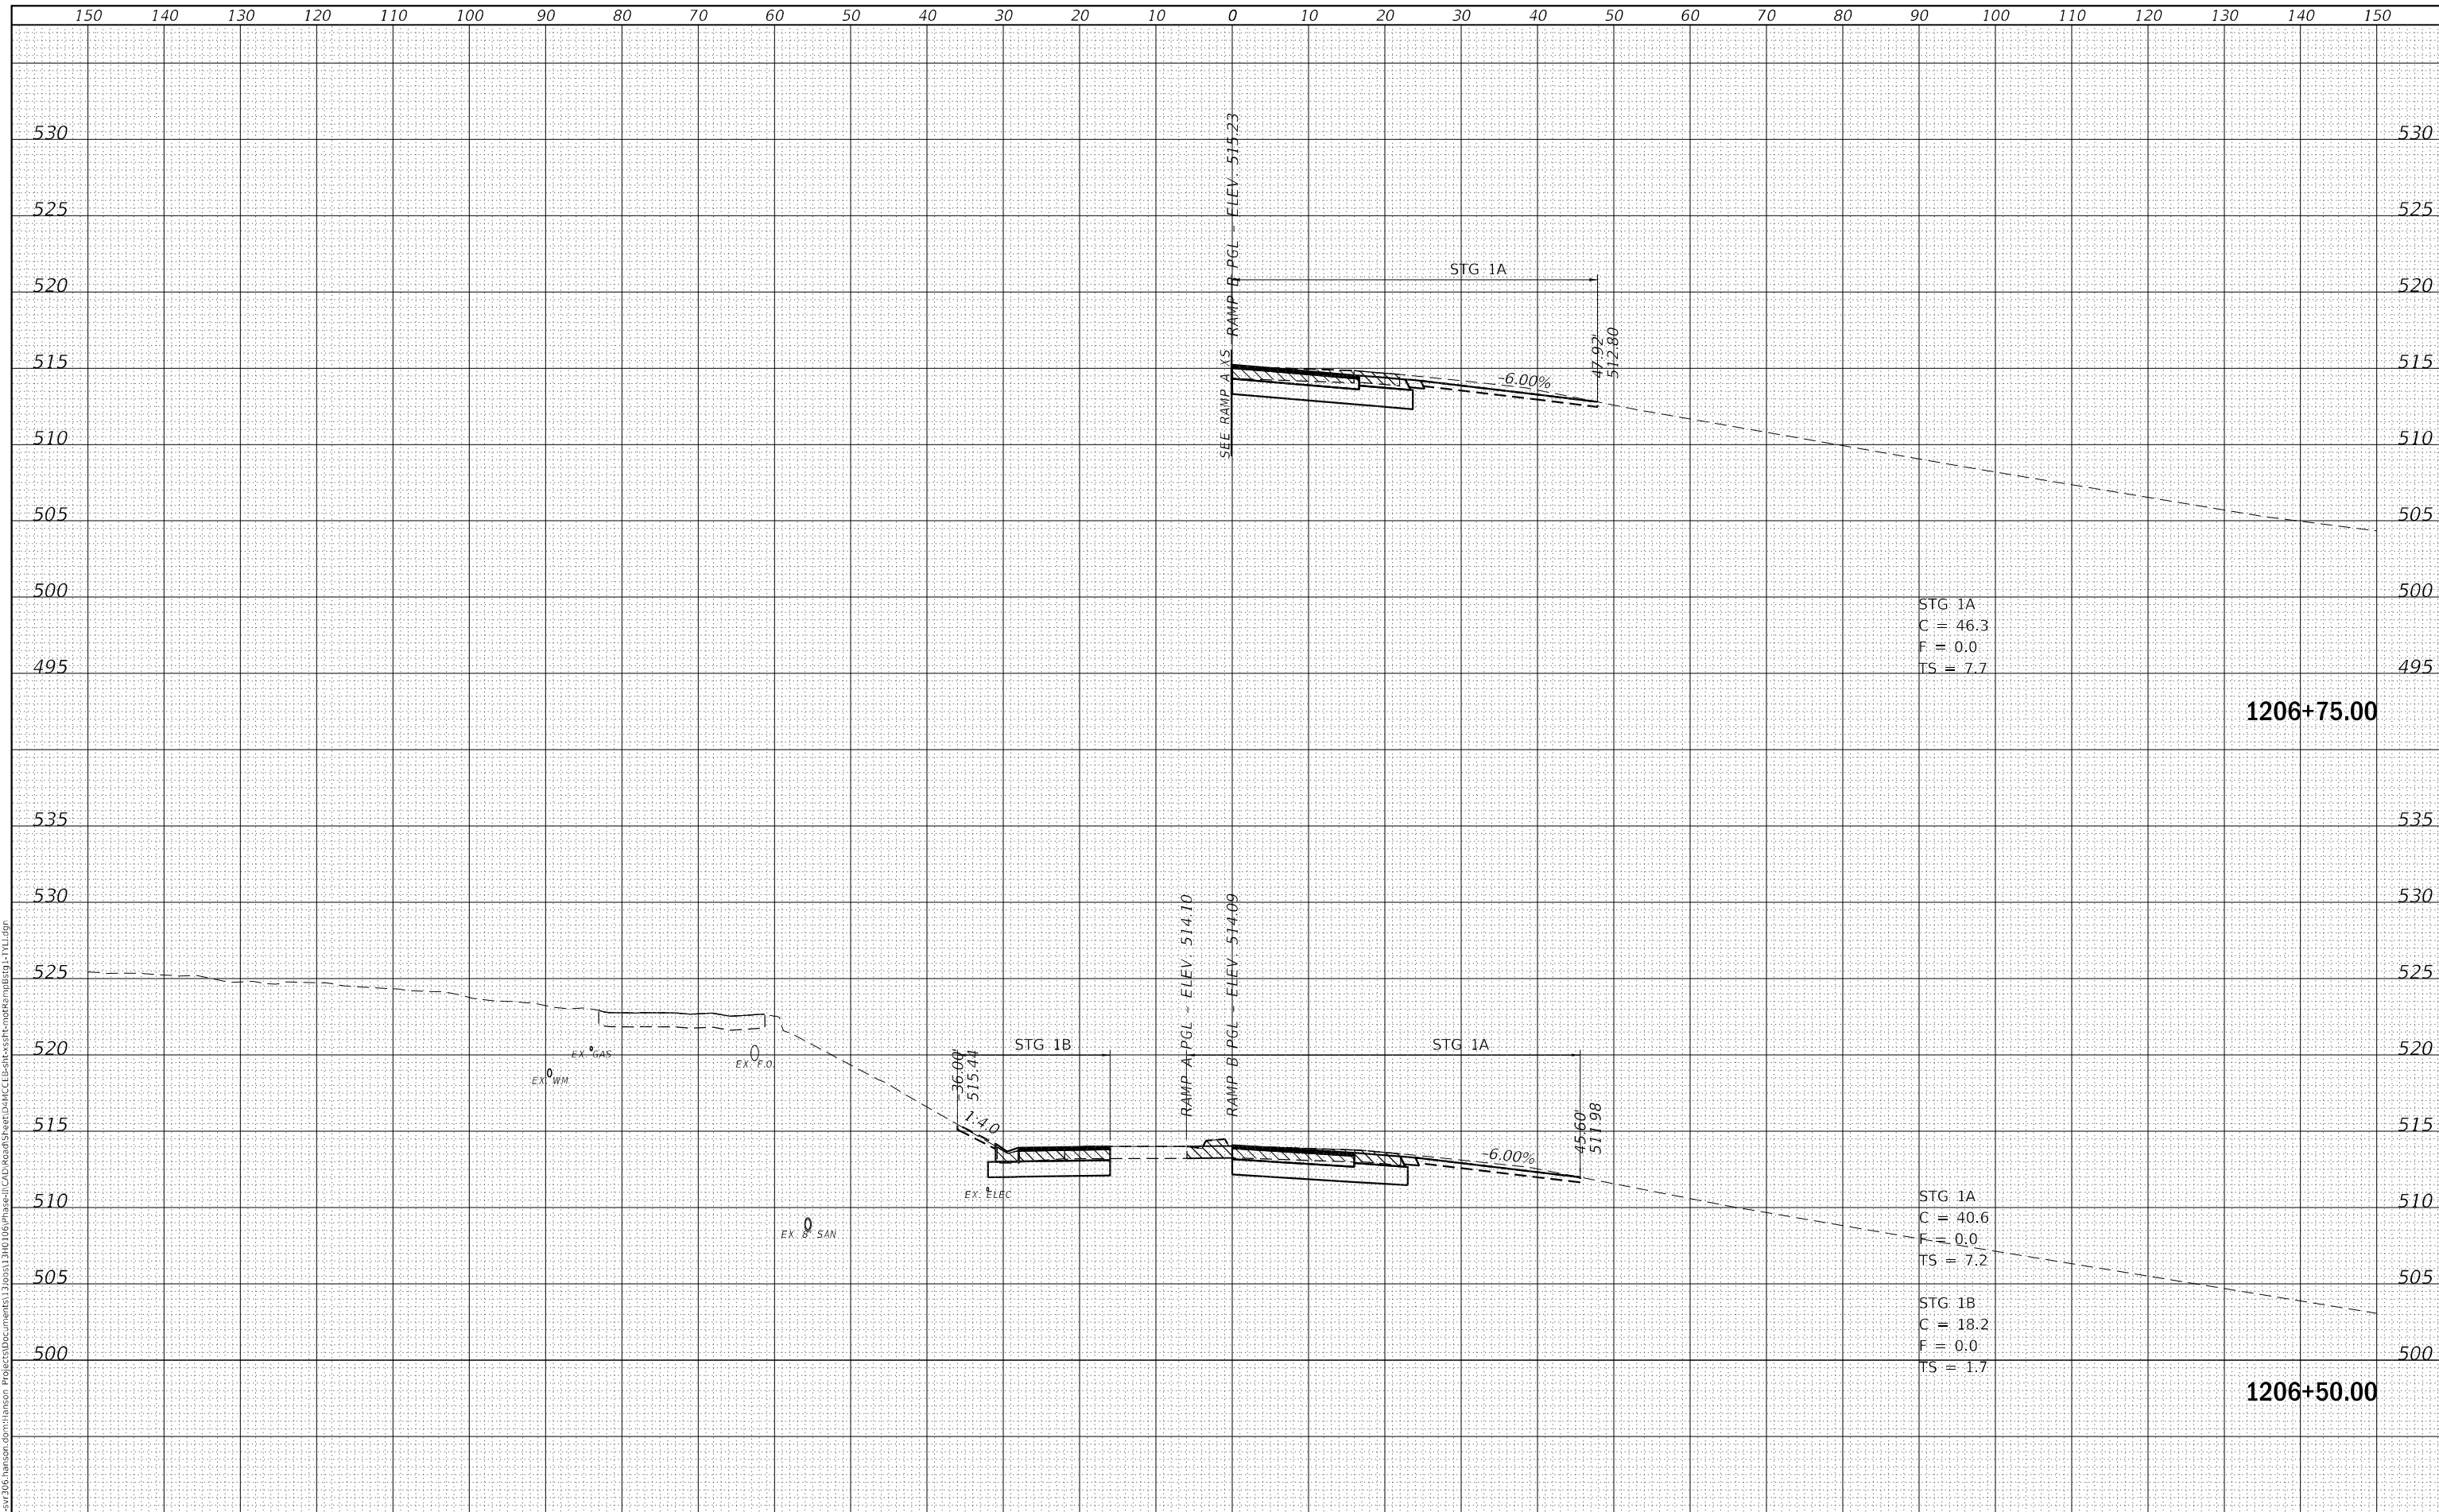 150 140 130 120 110 100 90 80 70 60 50 40 30 20 10 0 10 20 30 40 50 60 70 80 90 100 110 120 130 140 150
530 530
525 525
520 520
515 515
510 510
505 505
500 500
495 495
SEE RAMP A XS
RAMP B PGL - ELEV. 515.23
STG 1A
-6.00%
47.92'
512.80
STG 1A
C = 46.3
F = 0.0
TS = 7.7
1206+75.00
535 535
530 530
525 525
520 520
515 515
510 510
505 505
500 500
EX. GAS
EX. WM
EX. F.O.
EX. 8" SAN
EX. ELEC
-36.00'
515.44
1:4.0
STG 1B
RAMP A PGL - ELEV. 514.10
RAMP B PGL - ELEV. 514.09
STG 1A
-6.00%
45.60'
511.98
STG 1A
C = 40.6
F = 0.0
TS = 7.2
STG 1B
C = 18.2
F = 0.0
TS = 1.7
1206+50.00